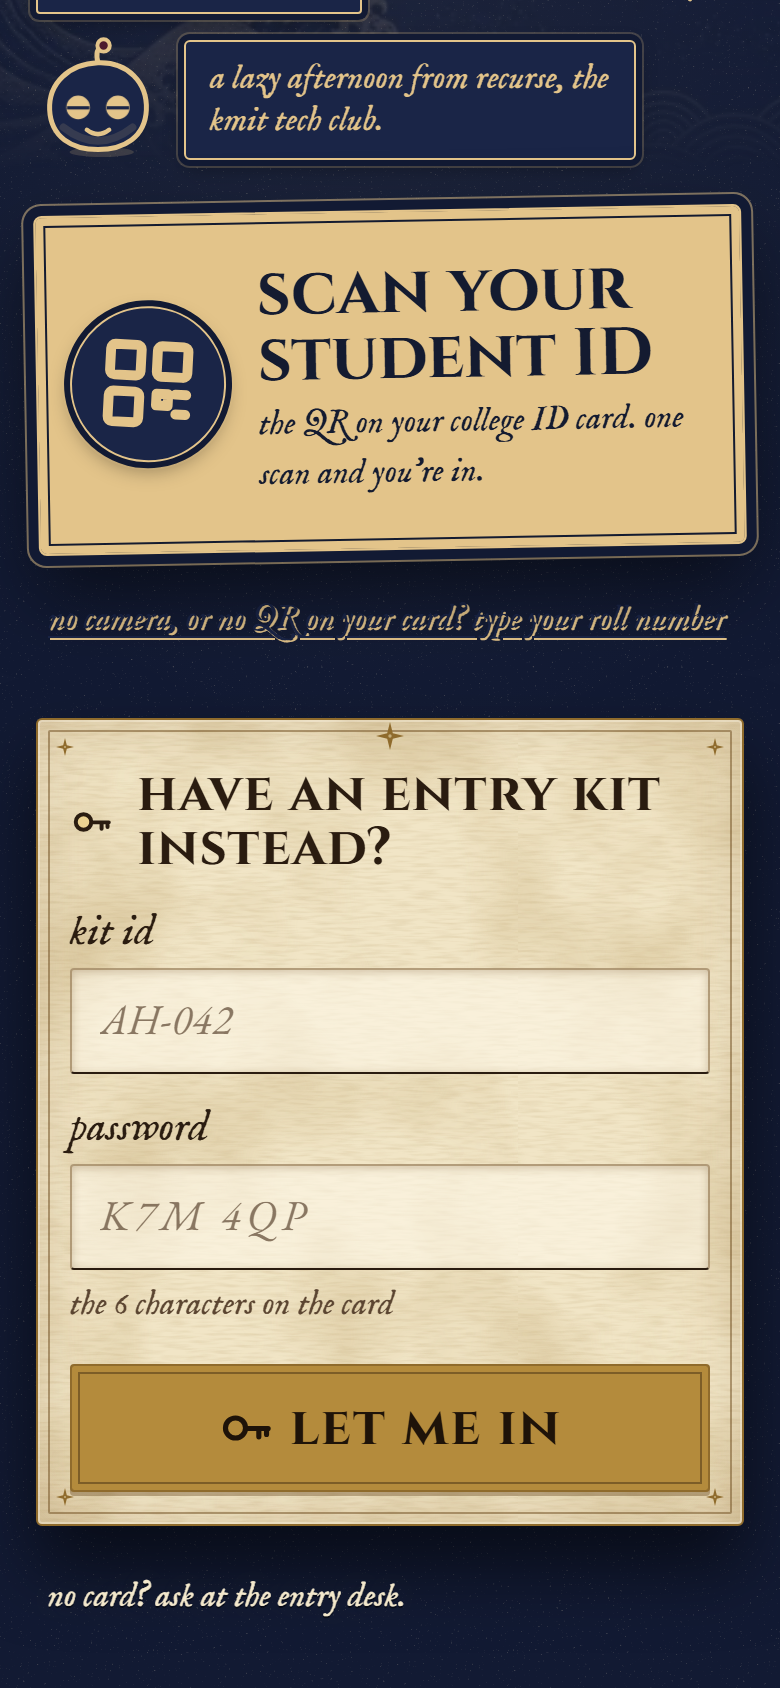 a lazy afternoon from recurse, the
kmit tech club.
SCAN YOUR
STUDENT ID
the QR on your college ID card. one
scan and you're in.
no camera, or no QR on your card? type your roll number
HAVE AN ENTRY KIT
INSTEAD?
kit id
AH-042
password
K7M 4QP
the 6 characters on the card
LET ME IN
no card? ask at the entry desk.